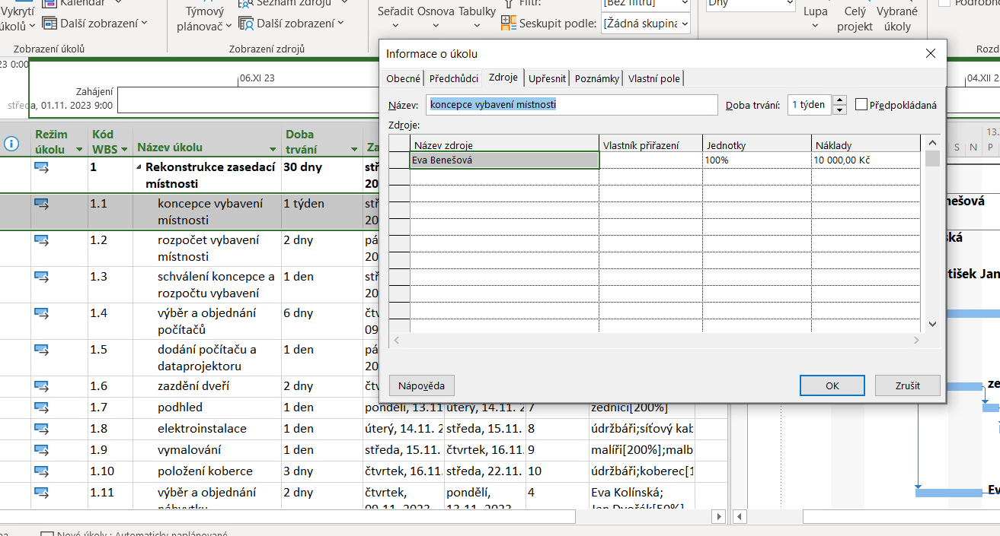 Vykrytí úkolů
Kalendář
Další zobrazení
Zobrazení úkolů
Týmový plánovač
Seznam zdrojů
Další zobrazení
Zobrazení zdrojů
Seřadit Osnova Tabulky
Filtr: [Bez filtru]
Seskupit podle: [Žádná skupina
Dny
Lupa
Celý projekt
Vybrané úkoly
Podrobno
Rozd
23 0:00
06.XI 23
04.XII 2
Zahájení
středa, 01.11. 2023 9:00
Informace o úkolu
Obecné Předchůdci Zdroje Upřesnit Poznámky Vlastní pole
Název: koncepce vybavení místnosti Doba trvání: 1 týden Předpokládaná
Zdroje:
Název zdroje Vlastník přiřazení Jednotky Náklady
Eva Benešová 100% 10 000,00 Kč
Nápověda OK Zrušit
Režim úkolu
Kód WBS
Název úkolu
Doba trvání
Za
13.
S N P
1 Rekonstrukce zasedací místnosti 30 dny stř 20
1.1 koncepce vybavení místnosti 1 týden stř 20
nešová
1.2 rozpočet vybavení místnosti 2 dny pá 20
ská
1.3 schválení koncepce a rozpočtu vybavení 1 den stř 20
tišek Jan
1.4 výběr a objednání počítačů 6 dny čtv 09
1.5 dodání počítaču a dataprojektoru 1 den pá 20
1.6 zazdění dveří 2 dny čtv
ze
1.7 podhled 1 den pondělí, 13.11 úterý, 14.11. 2 7 zedníci[200%]
1.8 elektroinstalace 1 den úterý, 14.11. 2 středa, 15.11. 8 údržbáři;síťový kab
1.9 vymalování 1 den středa, 15.11. čtvrtek, 16.11. 9 malíři[200%];malb
1.10 položení koberce 3 dny čtvrtek, 16.11. středa, 22.11. 10 údržbáři;koberec[1
1.11 výběr a objednání nábytku 2 dny čtvrtek, 09.11. 2023 pondělí, 13.11. 2023 4 Eva Kolínská; Jan Dvořák[50%]
Ev
Nové úkoly : Automaticky naplánované